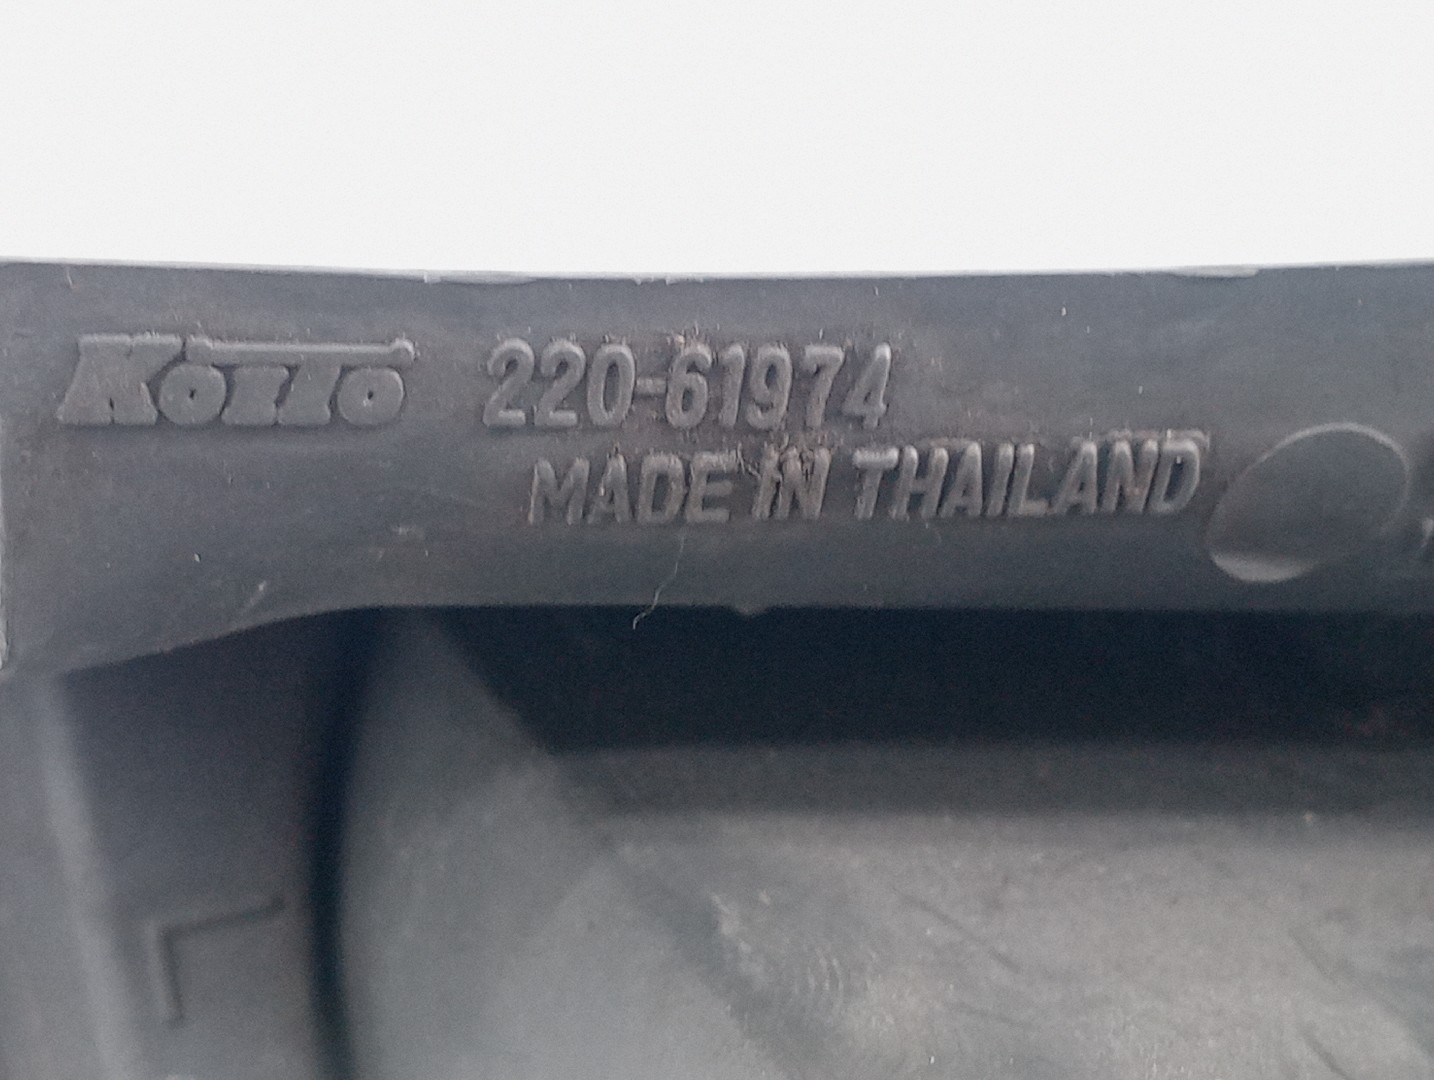 KOITO 220-61974
MADE IN THAILAND
L